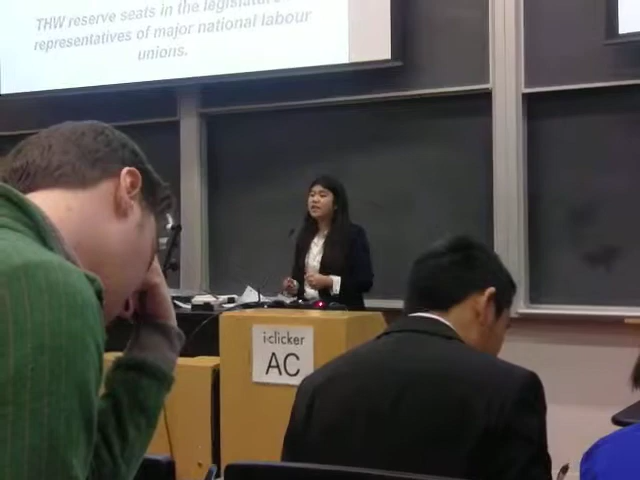 THW reserve seats in the legislature
representatives of major national labour
unions.
i-clicker
AC